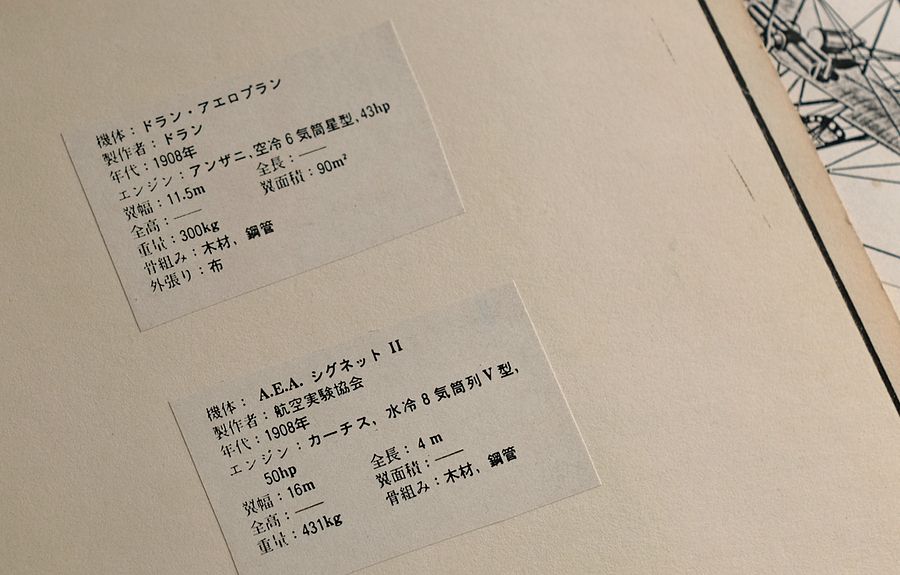 機体：ドラン・アエロプラン
製作者：ドラン
年代：1908年
エンジン：アンザニ，空冷6気筒星型，43hp
翼幅：11.5m　全長：——
全高：——　翼面積：90m²
重量：300kg
骨組み：木材，鋼管
外張り：布
機体：A.E.A. シグネット II
製作者：航空実験協会
年代：1908年
エンジン：カーチス，水冷8気筒列V型，
50hp
翼幅：16m　全長：4m
全高：——　翼面積：——
重量：431kg　骨組み：木材，鋼管